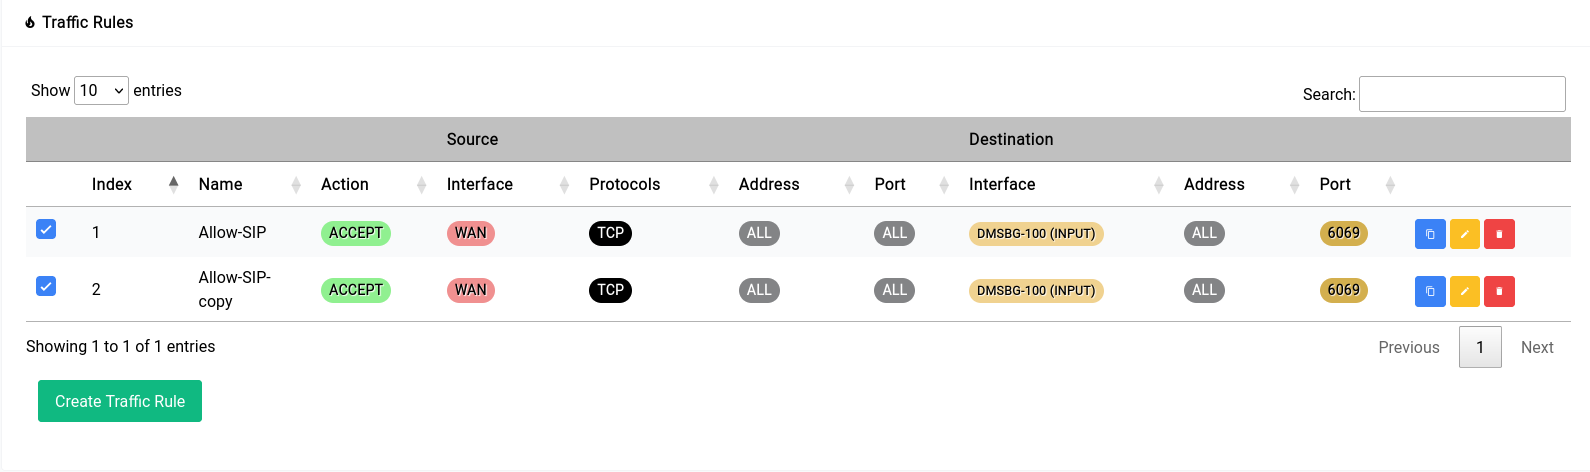 Traffic Rules
Show 10 entries
Search:
Source Destination
Index Name Action Interface Protocols Address Port Interface Address Port
1 Allow-SIP ACCEPT WAN TCP ALL ALL DMSBG-100 (INPUT) ALL 6069
2 Allow-SIP-copy ACCEPT WAN TCP ALL ALL DMSBG-100 (INPUT) ALL 6069
Showing 1 to 1 of 1 entries
Previous 1 Next
Create Traffic Rule